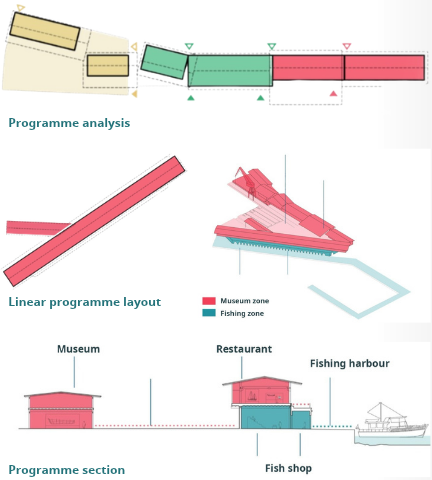 Programme analysis
Linear programme layout
Museum zone
Fishing zone
Museum
Restaurant
Fishing harbour
Fish shop
Programme section